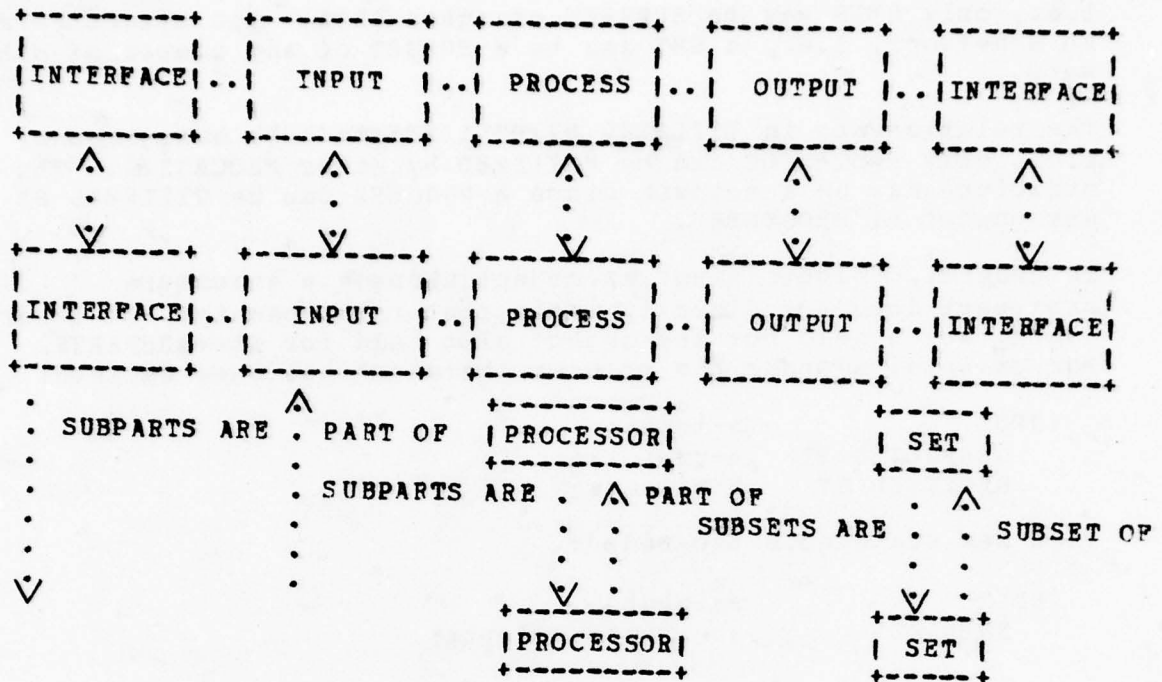 INTERFACE .. INPUT .. PROCESS .. OUTPUT .. INTERFACE
INTERFACE .. INPUT .. PROCESS .. OUTPUT .. INTERFACE
SUBPARTS ARE PART OF PROCESSOR SET
SUBPARTS ARE PART OF
SUBSETS ARE SUBSET OF
PROCESSOR SET